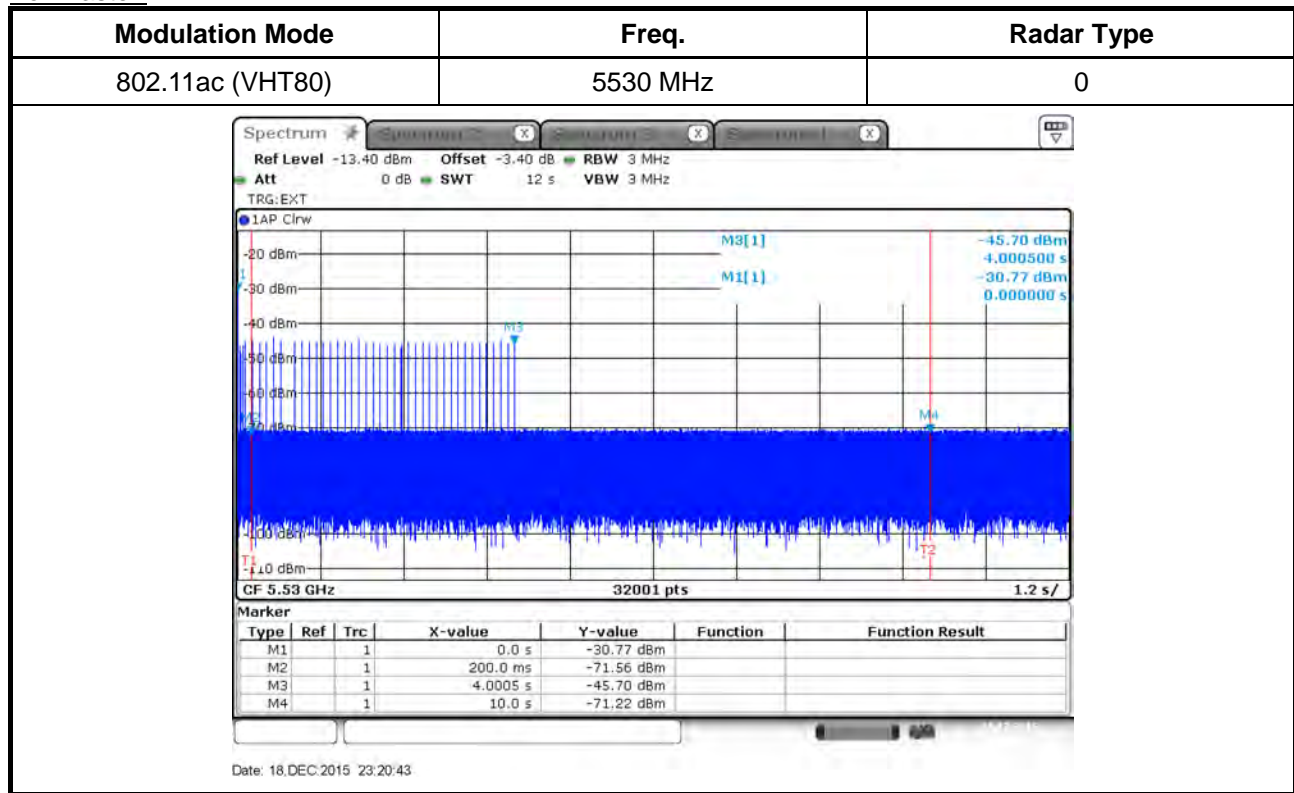 Modulation Mode Freq. Radar Type
802.11ac (VHT80) 5530 MHz 0
Spectrum
Ref Level -13.40 dBm Offset -3.40 dB RBW 3 MHz
Att 0 dB SWT 12 s VBW 3 MHz
TRG:EXT
1AP Clrw
M3[1] -45.70 dBm
4.000500 s
M1[1] -30.77 dBm
0.000000 s
-20 dBm
-30 dBm
-40 dBm
M3
-50 dBm
-60 dBm
M2
M4
-70 dBm
-100 dBm
T1
T2
-110 dBm
CF 5.53 GHz 32001 pts 1.2 s/
Marker
Type Ref Trc X-value Y-value Function Function Result
M1 1 0.0 s -30.77 dBm
M2 1 200.0 ms -71.56 dBm
M3 1 4.0005 s -45.70 dBm
M4 1 10.0 s -71.22 dBm
Date: 18.DEC.2015 23:20:43